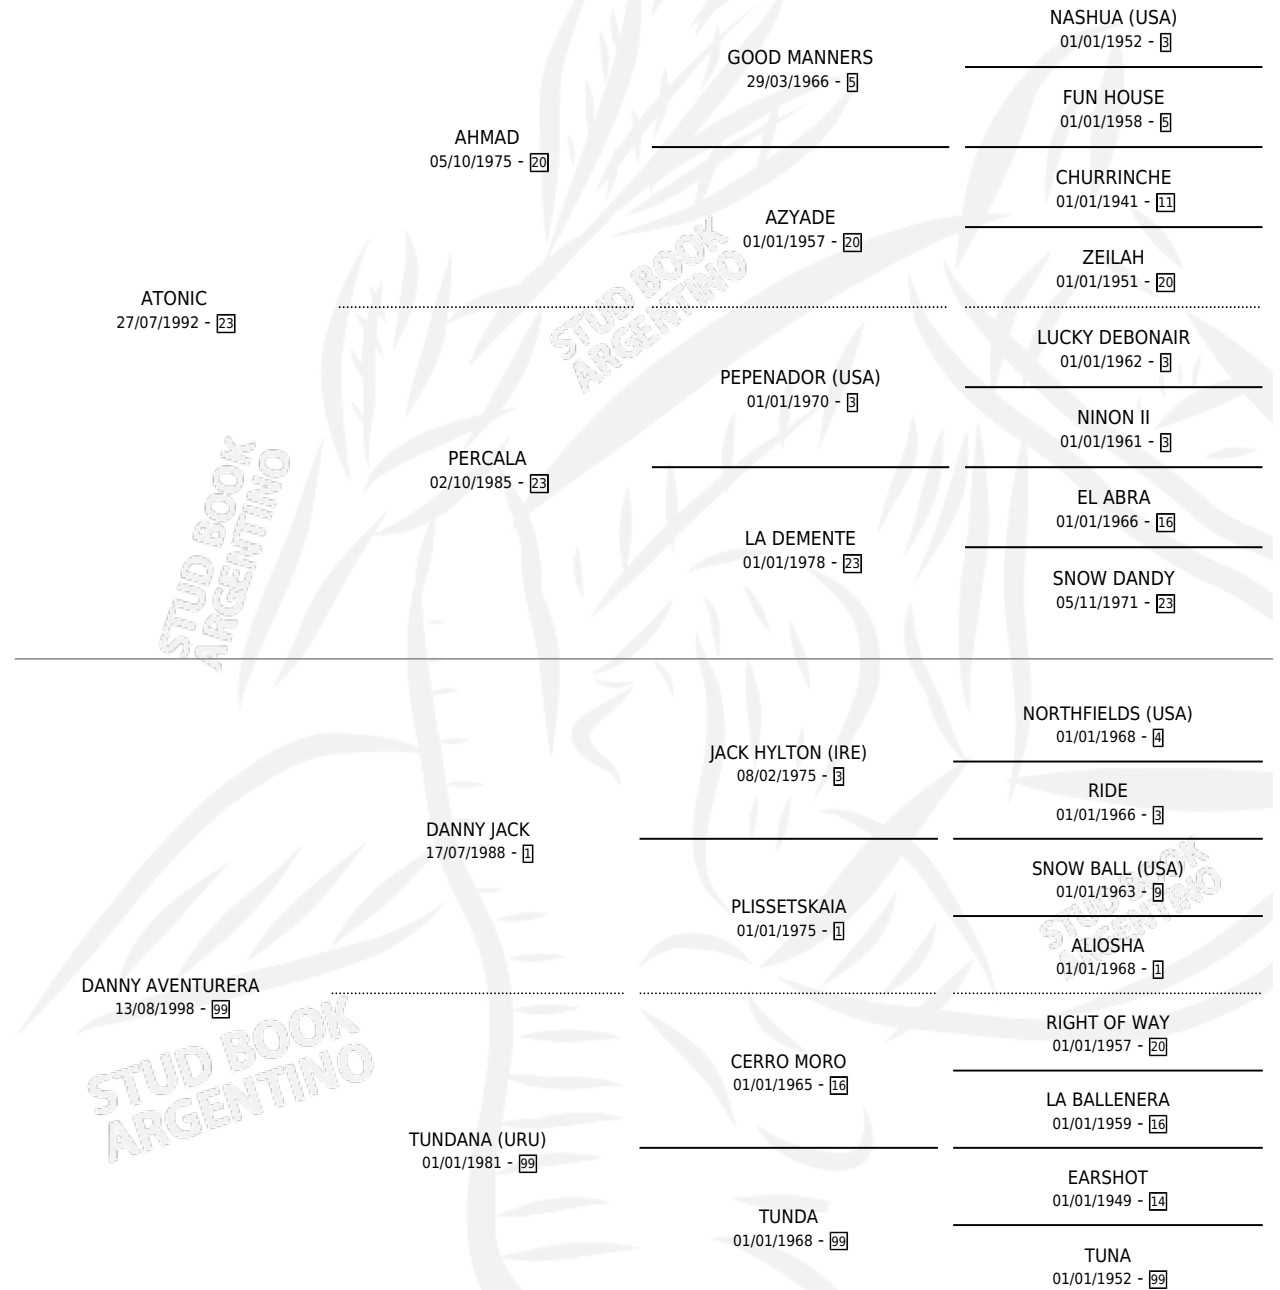 NASHUA (USA)
01/01/1952 - 3
GOOD MANNERS
29/03/1966 - 5
FUN HOUSE
01/01/1958 - 5
AHMAD
05/10/1975 - 20
CHURRINCHE
01/01/1941 - 11
AZYADE
01/01/1957 - 20
ZEILAH
01/01/1951 - 20
STUD BOOK
ARGENTINO
ATONIC
27/07/1992 - 23
LUCKY DEBONAIR
01/01/1962 - 3
PEPENADOR (USA)
01/01/1970 - 3
NINON II
01/01/1961 - 3
PERCALA
02/10/1985 - 23
EL ABRA
01/01/1966 - 16
LA DEMENTE
01/01/1978 - 23
SNOW DANDY
05/11/1971 - 23
STUD BOOK
ARGENTINO
NORTHFIELDS (USA)
01/01/1968 - 4
JACK HYLTON (IRE)
08/02/1975 - 3
RIDE
01/01/1966 - 3
DANNY JACK
17/07/1988 - 1
SNOW BALL (USA)
01/01/1963 - 9
PLISSETSKAIA
01/01/1975 - 1
ALIOSHA
01/01/1968 - 1
STUD BOOK
ARGENTINO
DANNY AVENTURERA
13/08/1998 - 99
RIGHT OF WAY
01/01/1957 - 20
CERRO MORO
01/01/1965 - 16
LA BALLENERA
01/01/1959 - 16
STUD BOOK
ARGENTINO
TUNDANA (URU)
01/01/1981 - 99
EARSHOT
01/01/1949 - 14
TUNDA
01/01/1968 - 99
TUNA
01/01/1952 - 99